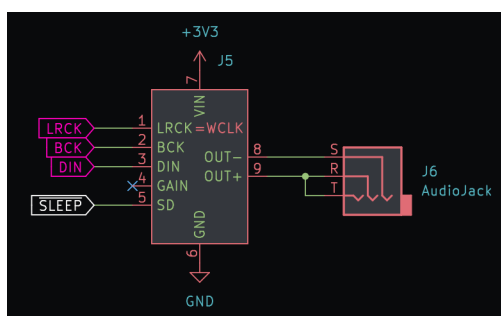 +3V3
J5
7
VIN
LRCK 1 LRCK=WCLK
BCK 2 BCK
DIN 3 DIN
4 GAIN
SLEEP 5 SD
OUT- 8 S
OUT+ 9 R
T
J6
AudioJack
GND
6
GND